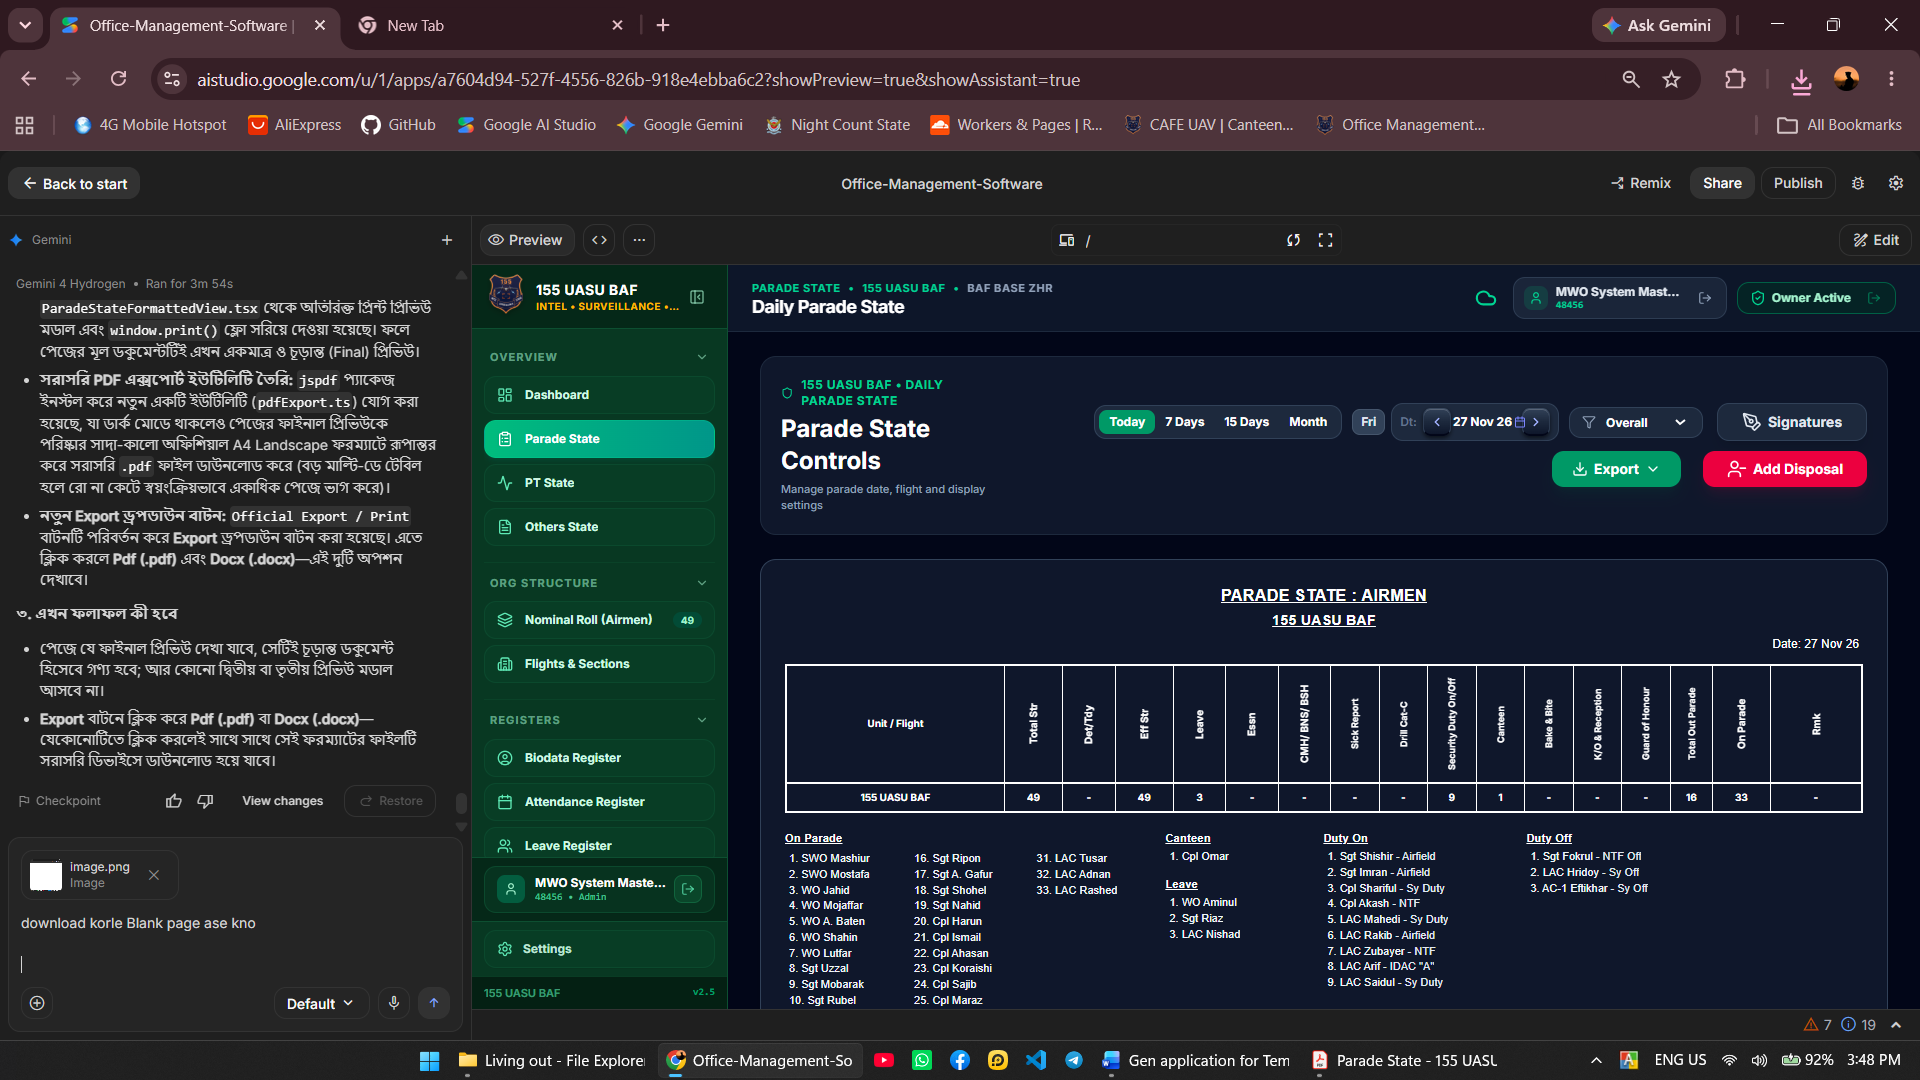 Office-Management-Software |
New Tab
Ask Gemini
aistudio.google.com/u/1/apps/a7604d94-527f-4556-826b-918e4ebba6c2?showPreview=true&showAssistant=true
4G Mobile Hotspot
AliExpress
GitHub
Google AI Studio
Google Gemini
Night Count State
Workers & Pages | R...
CAFE UAV | Canteen...
Office Management...
All Bookmarks
Back to start
Office-Management-Software
Remix
Share
Publish
Gemini
Preview
/
Edit
Gemini 4 Hydrogen • Ran for 3m 54s
ParadeStateFormattedView.tsx থেকে অতিরিক্ত প্রিন্ট প্রিভিউ
মডাল এবং window.print() ফ্লো সরিয়ে দেওয়া হয়েছে। ফলে
পেজের মূল ডকুমেন্টটিই এখন একমাত্র ও চূড়ান্ত (Final) প্রিভিউ।
• সরাসরি PDF এক্সপোর্ট ইউটিলিটি তৈরি: jspdf প্যাকেজ
ইনস্টল করে নতুন একটি ইউটিলিটি (pdfExport.ts) যোগ করা
হয়েছে, যা ডার্ক মোডে থাকলেও পেজের ফাইনাল প্রিভিউকে
পরিষ্কার সাদা-কালো অফিশিয়াল A4 Landscape ফরম্যাটে রূপান্তর
করে সরাসরি .pdf ফাইল ডাউনলোড করে (বড় মাল্টি-ডে টেবিল
হলে রো না কেটে স্বয়ংক্রিয়ভাবে একাধিক পেজে ভাগ করে)।
• নতুন Export ড্রপডাউন বাটন: Official Export / Print
বাটনটি পরিবর্তন করে Export ড্রপডাউন বাটন করা হয়েছে। এতে
ক্লিক করলে Pdf (.pdf) এবং Docx (.docx)—এই দুটি অপশন
দেখাবে।
৩. এখন ফলাফল কী হবে
• পেজে যে ফাইনাল প্রিভিউ দেখা যাবে, সেটিই চূড়ান্ত ডকুমেন্ট
হিসেবে গণ্য হবে; আর কোনো দ্বিতীয় বা তৃতীয় প্রিভিউ মডাল
আসবে না।
• Export বাটনে ক্লিক করে Pdf (.pdf) বা Docx (.docx)—
যেকোনোটিতে ক্লিক করলেই সাথে সাথে সেই ফরম্যাটের ফাইলটি
সরাসরি ডিভাইসে ডাউনলোড হয়ে যাবে।
Checkpoint
View changes
Restore
image.png
Image
download korle Blank page ase kno
Default
155 UASU BAF
INTEL • SURVEILLANCE •...
OVERVIEW
Dashboard
Parade State
PT State
Others State
ORG STRUCTURE
Nominal Roll (Airmen) 49
Flights & Sections
REGISTERS
Biodata Register
Attendance Register
Leave Register
MWO System Maste...
48456 • Admin
Settings
155 UASU BAF v2.5
PARADE STATE • 155 UASU BAF • BAF BASE ZHR
Daily Parade State
MWO System Mast...
48456
Owner Active
155 UASU BAF • DAILY
PARADE STATE
Parade State
Controls
Manage parade date, flight and display
settings
Today 7 Days 15 Days Month
Fri
Dt: 27 Nov 26
Overall
Signatures
Export
Add Disposal
PARADE STATE : AIRMEN
155 UASU BAF
Date: 27 Nov 26
Unit / Flight
Total Str
Det/Tdy
Eff Str
Leave
Essn
CMH/ BNS/ BSH
Sick Report
Drill Cat-C
Security Duty On/Off
Canteen
Bake & Bite
K/O & Reception
Guard of Honour
Total Out Parade
On Parade
Rmk
155 UASU BAF 49 - 49 3 - - - - 9 1 - - - 16 33 -
On Parade
1. SWO Mashiur
2. SWO Mostafa
3. WO Jahid
4. WO Mojaffar
5. WO A. Baten
6. WO Shahin
7. WO Lutfar
8. Sgt Uzzal
9. Sgt Mobarak
10. Sgt Rubel
16. Sgt Ripon
17. Sgt A. Gafur
18. Sgt Shohel
19. Sgt Nahid
20. Cpl Harun
21. Cpl Ismail
22. Cpl Ahasan
23. Cpl Koraishi
24. Cpl Sajib
25. Cpl Maraz
31. LAC Tusar
32. LAC Adnan
33. LAC Rashed
Canteen
1. Cpl Omar
Leave
1. WO Aminul
2. Sgt Riaz
3. LAC Nishad
Duty On
1. Sgt Shishir - Airfield
2. Sgt Imran - Airfield
3. Cpl Shariful - Sy Duty
4. Cpl Akash - NTF
5. LAC Mahedi - Sy Duty
6. LAC Rakib - Airfield
7. LAC Zubayer - NTF
8. LAC Arif - IDAC "A"
9. LAC Saidul - Sy Duty
Duty Off
1. Sgt Fokrul - NTF Off
2. LAC Hridoy - Sy Off
3. AC-1 Eftikhar - Sy Off
7 19
Living out - File Explore
Office-Management-So
Gen application for Tem
Parade State - 155 UASU
ENG US
92%
3:48 PM